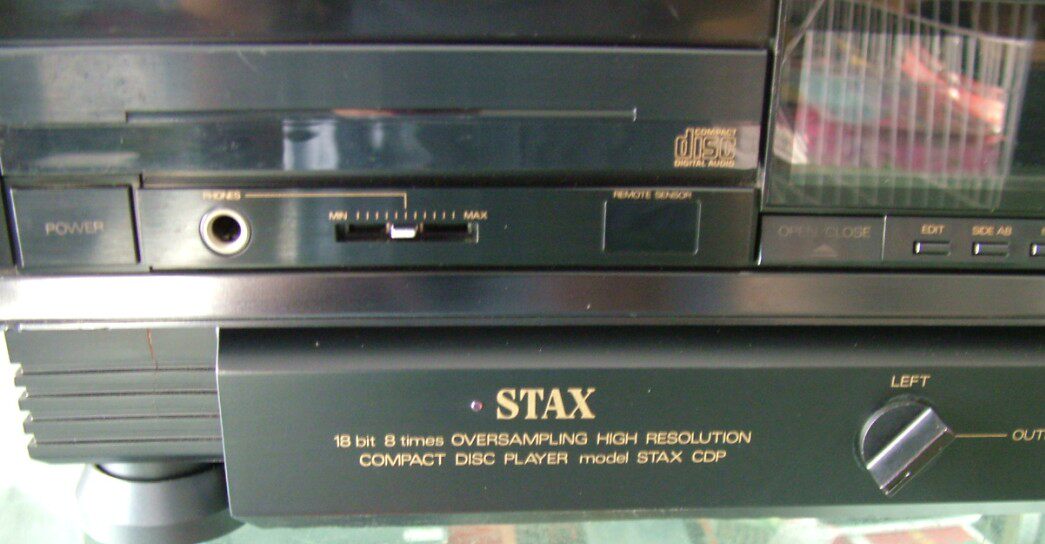 COMPACT
disc
DIGITAL AUDIO
PHONES
REMOTE SENSOR
MIN
MAX
POWER
OPEN/CLOSE
EDIT
SIDE AB
STAX
18 bit 8 times OVERSAMPLING HIGH RESOLUTION
COMPACT DISC PLAYER model STAX CDP
LEFT